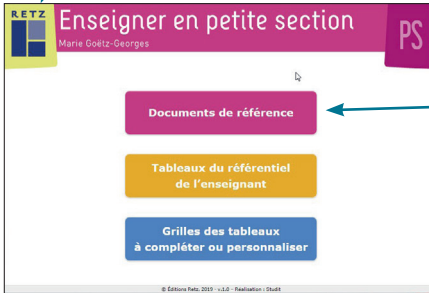 RETZ
Enseigner en petite section
Marie Goëtz-Georges
PS
Documents de référence
Tableaux du référentiel
de l'enseignant
Grilles des tableaux
à compléter ou personnaliser
© Éditions Retz, 2019 - v.1.0 - Réalisation : Studit